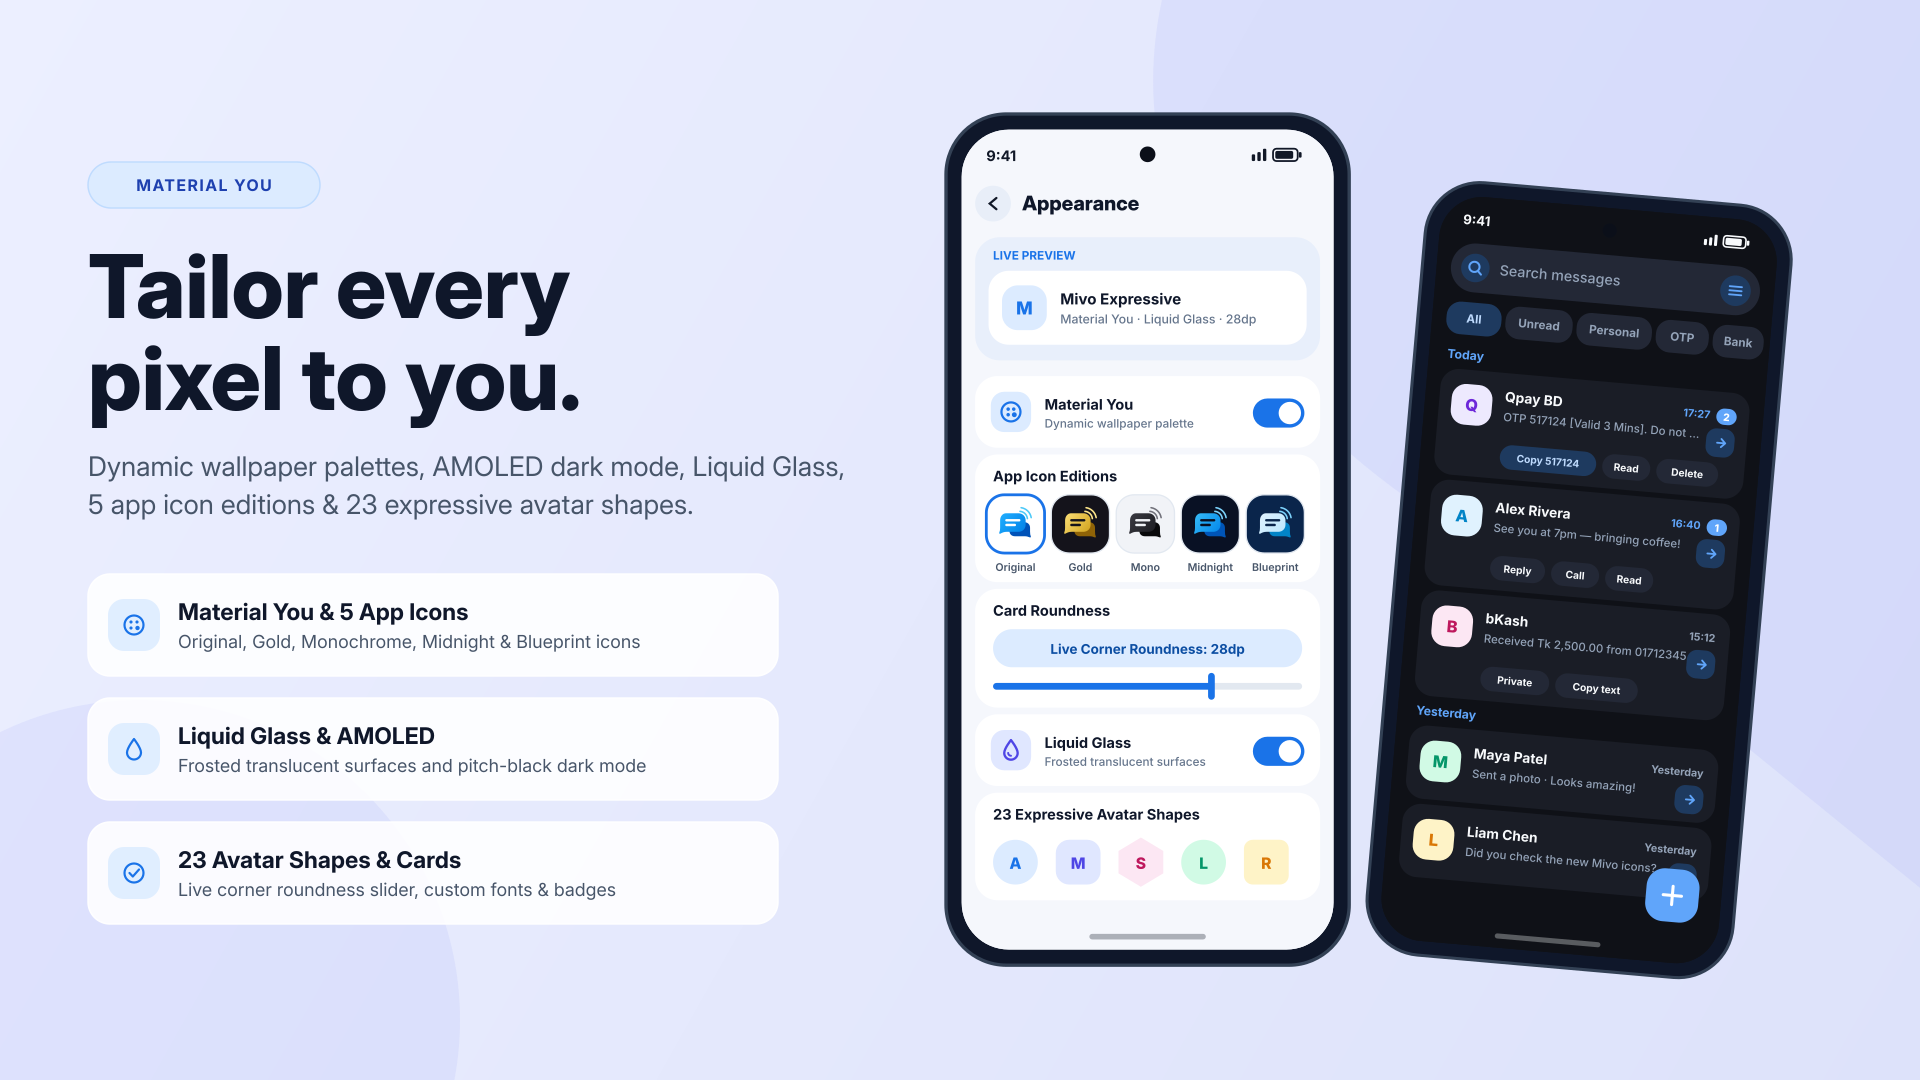 MATERIAL YOU
Tailor every
pixel to you.
Dynamic wallpaper palettes, AMOLED dark mode, Liquid Glass,
5 app icon editions & 23 expressive avatar shapes.
Material You & 5 App Icons
Original, Gold, Monochrome, Midnight & Blueprint icons
Liquid Glass & AMOLED
Frosted translucent surfaces and pitch-black dark mode
23 Avatar Shapes & Cards
Live corner roundness slider, custom fonts & badges
9:41
Appearance
LIVE PREVIEW
M
Mivo Expressive
Material You · Liquid Glass · 28dp
Material You
Dynamic wallpaper palette
App Icon Editions
Original Gold Mono Midnight Blueprint
Card Roundness
Live Corner Roundness: 28dp
Liquid Glass
Frosted translucent surfaces
23 Expressive Avatar Shapes
A M S L R
9:41
Search messages
All Unread Personal OTP Bank
Today
Q
Qpay BD
17:27 2
OTP 517124 [Valid 3 Mins]. Do not ...
Copy 517124 Read Delete
A
Alex Rivera
16:40 1
See you at 7pm — bringing coffee!
Reply Call Read
B
bKash
15:12
Received Tk 2,500.00 from 01712345
Private Copy text
Yesterday
M
Maya Patel
Yesterday
Sent a photo · Looks amazing!
L
Liam Chen
Yesterday
Did you check the new Mivo icons?